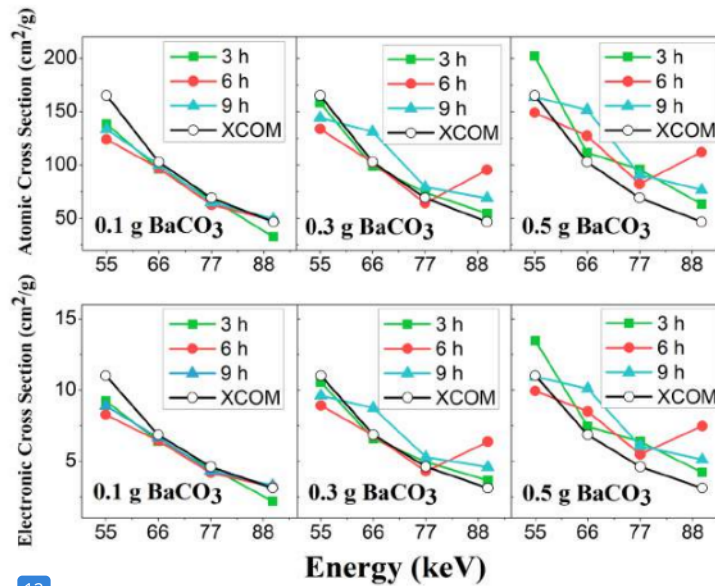 Atomic Cross Section (cm²/g)
200
150
100
50
3 h
6 h
9 h
XCOM
0.1 g BaCO₃
55 66 77 88
3 h
6 h
9 h
XCOM
0.3 g BaCO₃
55 66 77 88
3 h
6 h
9 h
XCOM
0.5 g BaCO₃
55 66 77 88
Electronic Cross Section (cm²/g)
15
10
5
3 h
6 h
9 h
XCOM
0.1 g BaCO₃
55 66 77 88
3 h
6 h
9 h
XCOM
0.3 g BaCO₃
55 66 77 88
3 h
6 h
9 h
XCOM
0.5 g BaCO₃
55 66 77 88
Energy (keV)